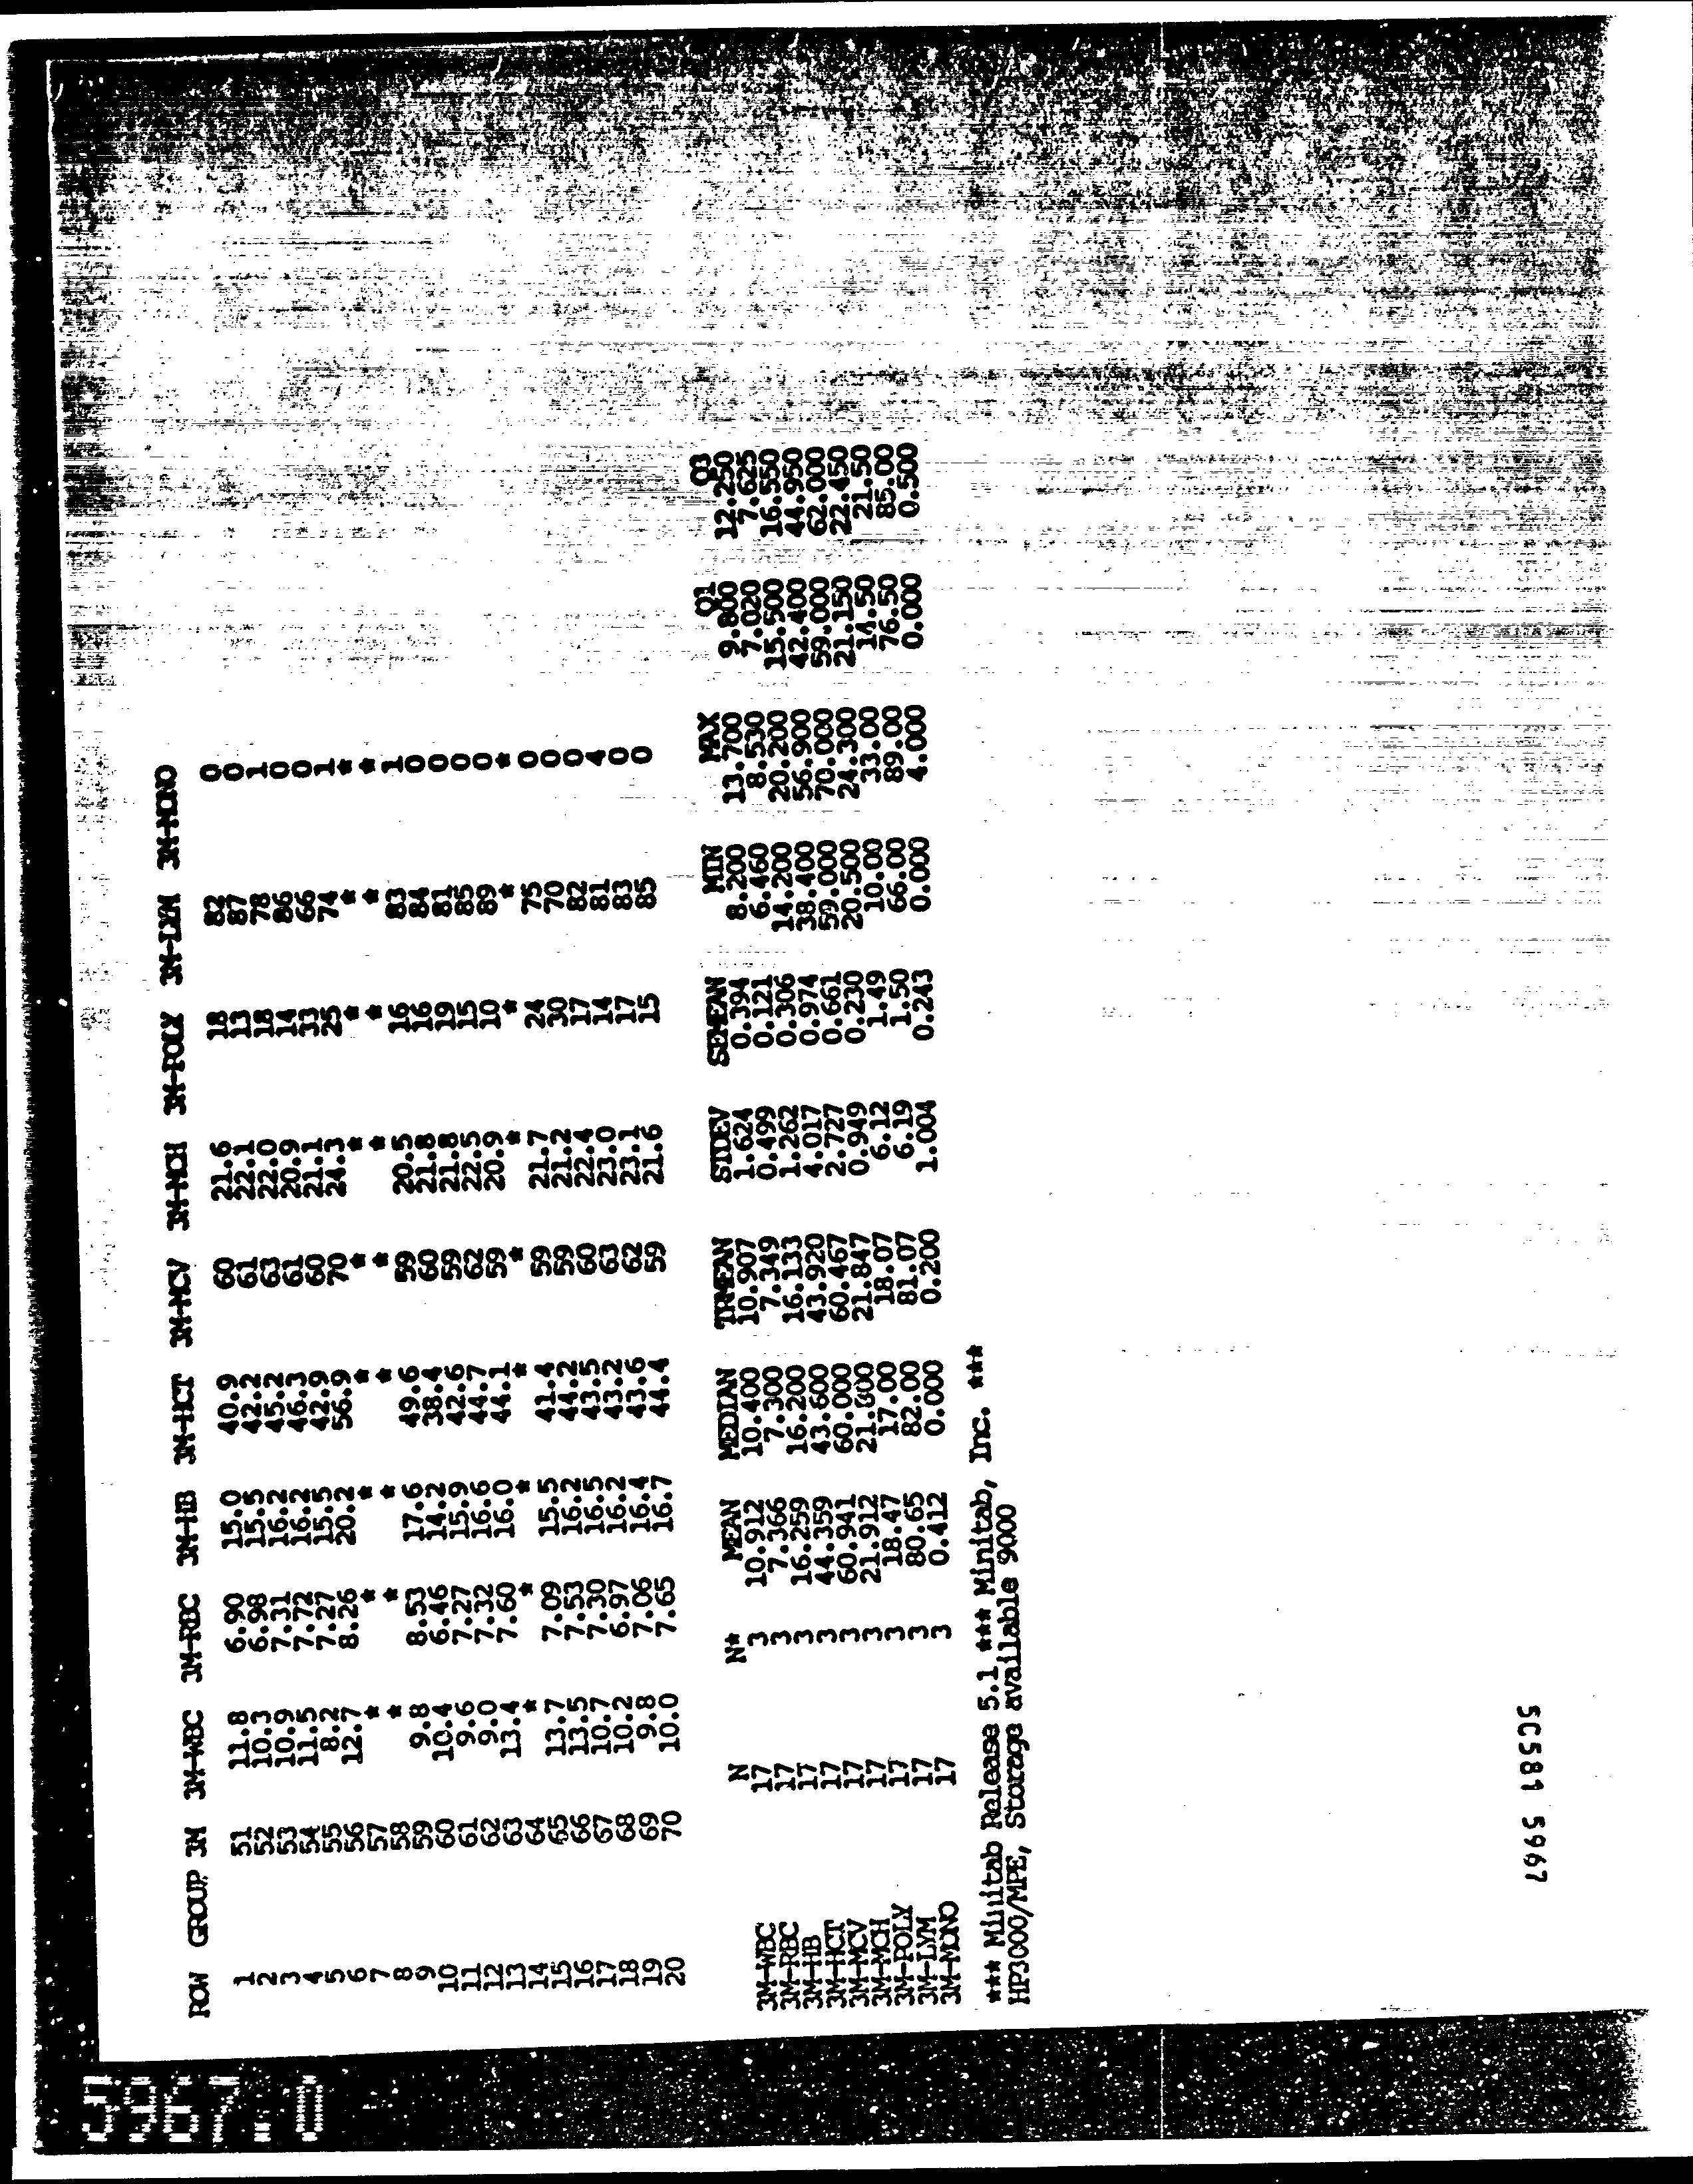 ROW GROUP 3M 3M-WBC 3M-RBC 3M-HB 3M-HCT 3M-MCV 3M-MCH 3M-POLY 3M-LYM 3M-MONO
1 51 11.8 6.90 15.0 40.9 60 21.6 18 82 0
2 52 10.3 6.98 15.5 42.2 61 22.1 13 87 0
3 53 10.9 7.31 16.2 45.2 63 22.0 18 78 1
4 54 11.5 7.72 16.2 46.3 61 20.9 14 86 0
5 55 8.2 7.27 15.5 42.9 60 21.1 33 66 0
6 56 12.7 8.26 20.2 56.9 70 24.3 25 74 1
7 57 * * * * * * * * *
8 58 * * * * * * * * *
9 59 9.8 8.53 17.6 49.6 59 20.5 16 83 1
10 60 10.4 6.46 14.2 38.4 60 21.8 16 84 0
11 61 9.6 7.27 15.9 42.6 59 21.8 19 81 0
12 62 9.0 7.32 16.6 44.7 62 22.5 15 85 0
13 63 13.4 7.60 16.0 44.1 59 20.9 10 89 0
14 64 * * * * * * * * *
15 65 13.7 7.09 15.5 41.4 59 21.7 24 75 0
16 66 13.5 7.53 16.2 44.2 59 21.2 30 70 0
17 67 10.7 7.30 16.5 43.5 60 22.4 17 82 0
18 68 10.2 6.97 16.2 43.2 63 23.0 14 81 4
19 69 9.8 7.06 16.4 43.6 62 23.1 17 83 0
20 70 10.0 7.65 16.7 44.4 59 21.6 15 85 0
N N* MEAN MEDIAN TRMEAN STDEV SEMEAN MIN MAX Q1 Q3
3M-WBC 17 3 10.912 10.400 10.907 1.624 0.394 8.200 13.700 9.800 12.250
3M-RBC 17 3 7.366 7.300 7.349 0.499 0.121 6.460 8.530 7.020 7.625
3M-HB 17 3 16.259 16.200 16.133 1.262 0.306 14.200 20.200 15.500 16.550
3M-HCT 17 3 44.359 43.600 43.920 4.017 0.974 38.400 56.900 42.400 44.950
3M-MCV 17 3 60.941 60.000 60.467 2.727 0.661 59.000 70.000 59.000 62.000
3M-MCH 17 3 21.912 21.800 21.847 0.949 0.230 20.500 24.300 21.150 22.450
3M-POLY 17 3 18.47 17.00 18.07 6.12 1.49 10.00 33.00 14.50 21.50
3M-LYM 17 3 80.65 82.00 81.07 6.19 1.50 66.00 89.00 76.50 85.00
3M-MONO 17 3 0.412 0.000 0.200 1.004 0.243 0.000 4.000 0.000 0.500
*** Minitab Release 5.1 *** Minitab, Inc. ***
HP3000/MPE, Storage available 9000
SC581 5967
5967.0